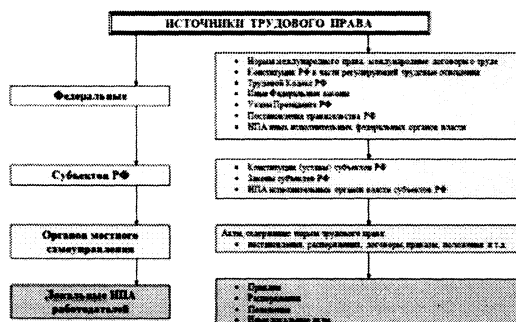 ИСТОЧНИКИ ТРУДОВОГО ПРАВА
Федеральных
Нормы международного права, международные договоры о труде
Конституция РФ в части регулирующей трудовые отношения
Трудовой Кодекс РФ
Иные Федеральные законы
Указы Президента РФ
Постановления правительства РФ
НПА иных исполнительных федеральных органов власти
Субъектов РФ
Конституции (уставы) субъектов РФ
Законы субъектов РФ
НПА исполнительных органов власти субъектов РФ
Органов местного
самоуправления
Акты, содержащие нормы трудового права:
постановления, распоряжения, договоры, приказы, положения и т.д.
Локальные НПА
работодателей
Приказы
Распоряжения
Положения